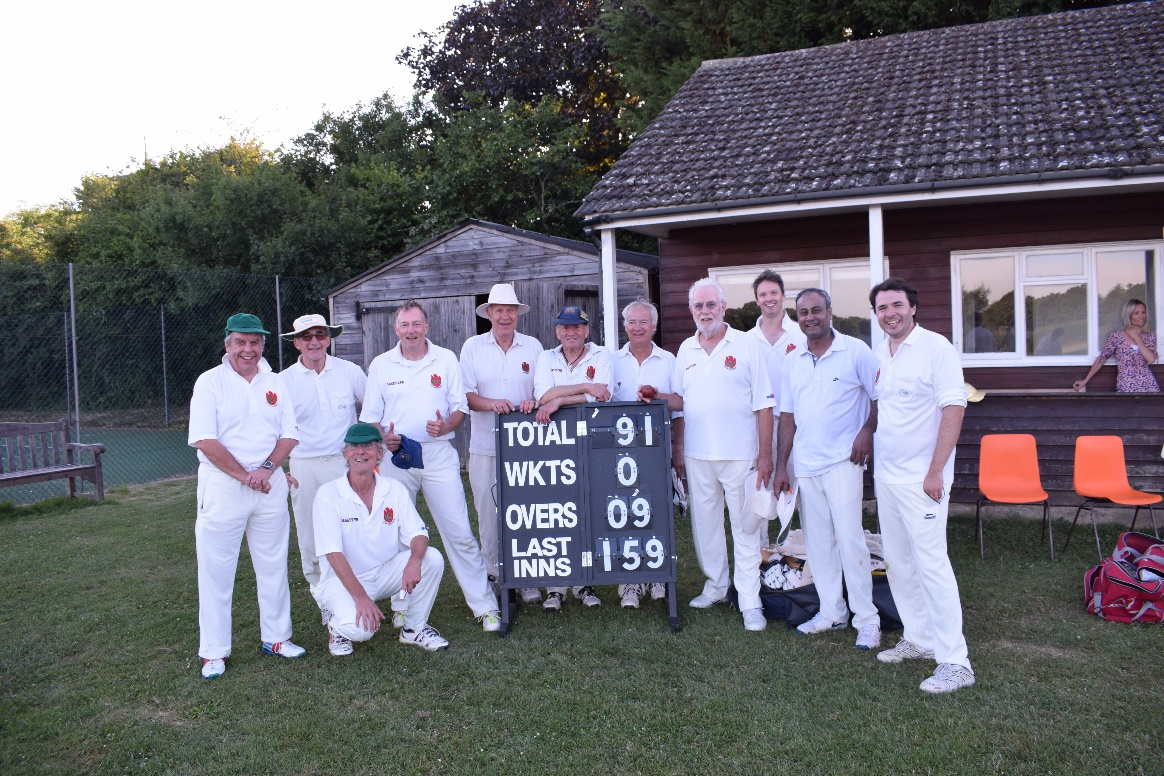 TOTAL 91
WKTS 0
OVERS 09
LAST INNS 159